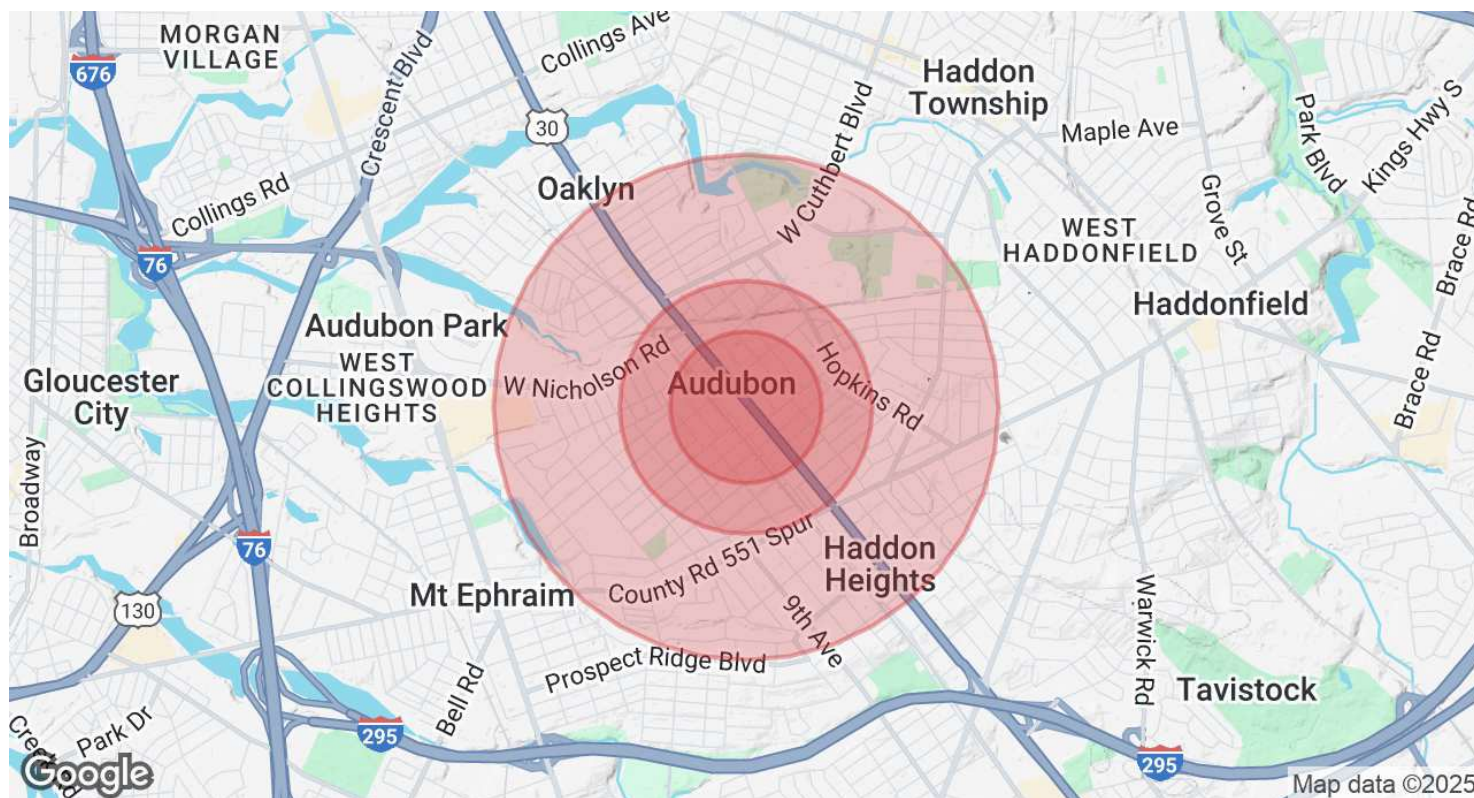 MORGAN
VILLAGE
676
Crescent Blvd
Collings Ave
30
Haddon
Township
Maple Ave
Park Blvd
Kings Hwy S
Collings Rd
Oaklyn
W Cuthbert Blvd
Grove St
WEST
HADDONFIELD
Brace Rd
76
Haddonfield
Audubon Park
WEST
COLLINGSWOOD
HEIGHTS
W Nicholson Rd
Hopkins Rd
Audubon
Gloucester
City
Brace Rd
Broadway
76
County Rd 551 Spur
Haddon
Heights
130
Mt Ephraim
9th Ave
Warwick Rd
Prospect Ridge Blvd
Bell Rd
Tavistock
Park Dr
295
295
Google
Map data ©2025